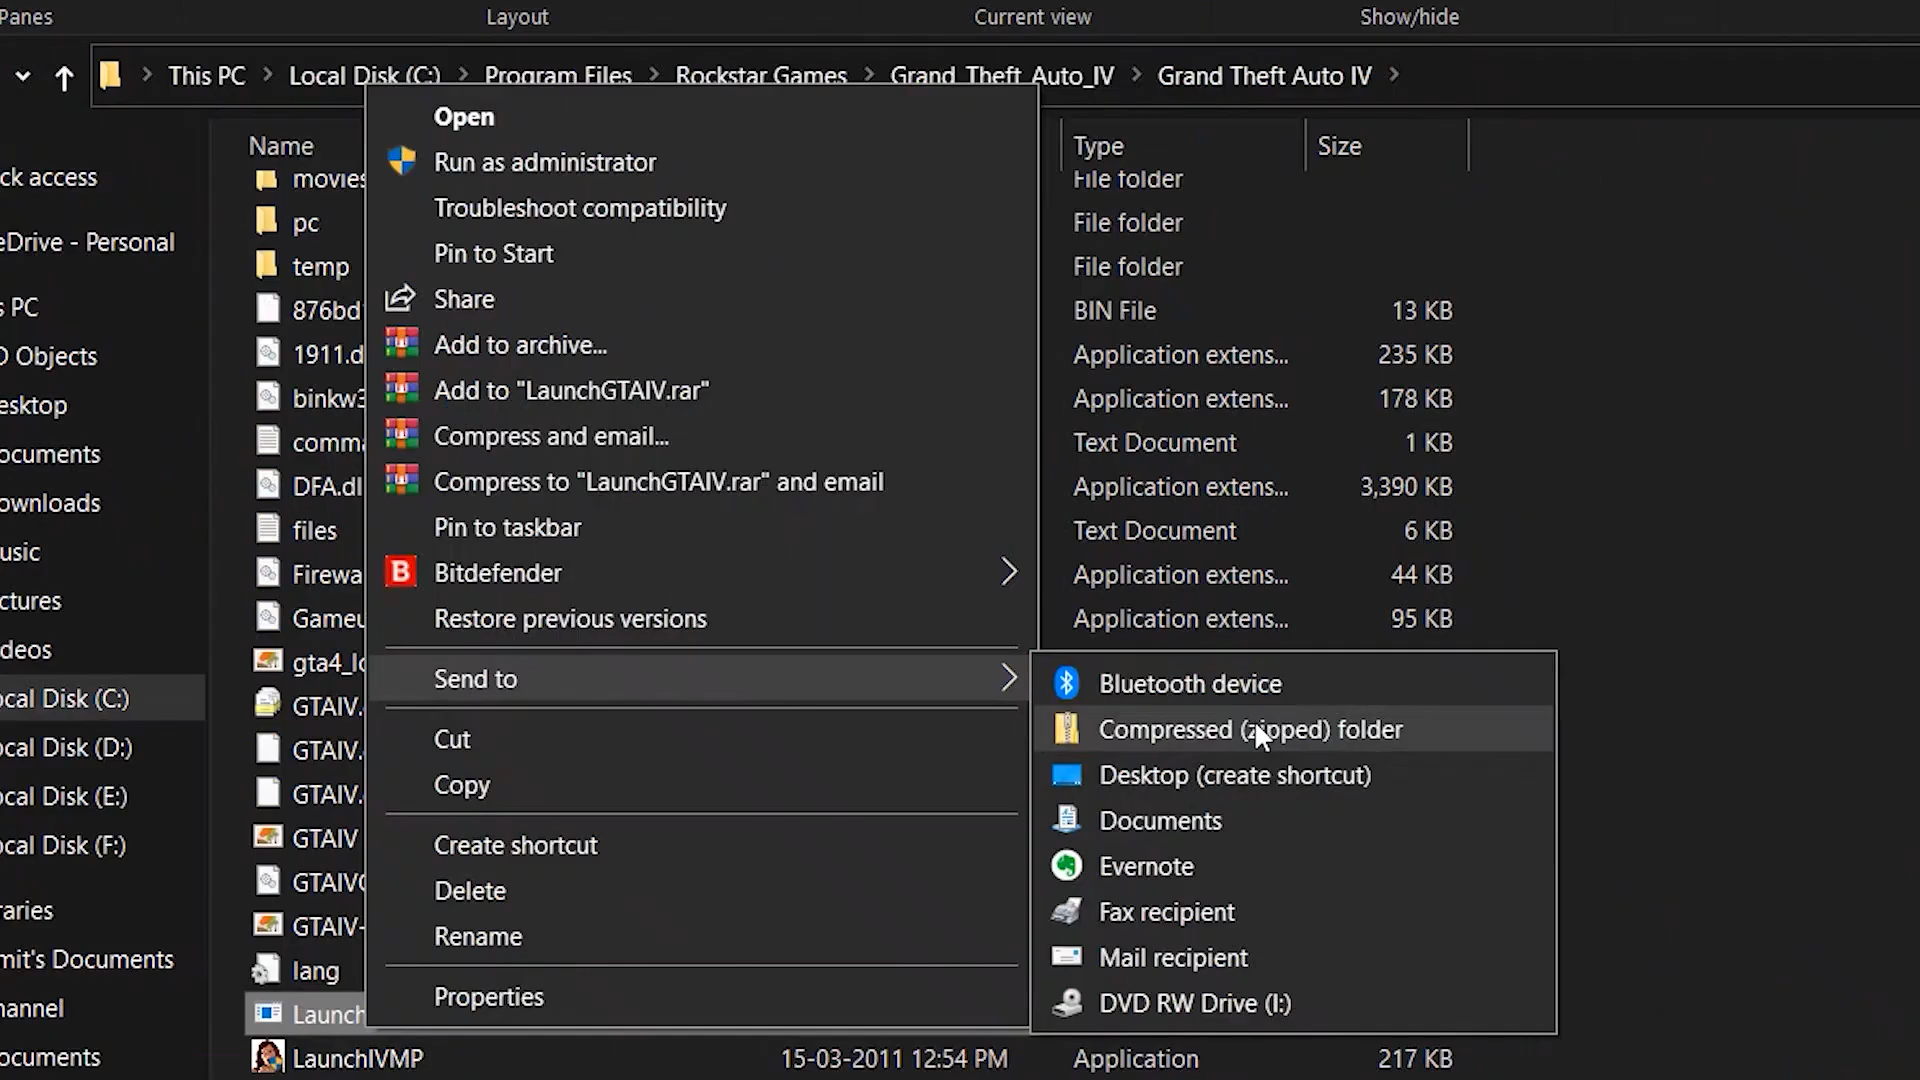 Panes
Layout
Current view
Show/hide
This PC
Local Disk (C:)
Program Files
Rockstar Games
Grand Theft Auto_IV
Grand Theft Auto IV
Name
Type
Size
ck access
eDrive - Personal
s PC
D Objects
esktop
ocuments
ownloads
usic
ctures
deos
ocal Disk (C:)
ocal Disk (D:)
ocal Disk (E:)
ocal Disk (F:)
raries
mit's Documents
hannel
ocuments
movies
File folder
pc
File folder
temp
File folder
876bd
BIN File
13 KB
1911.d
Application extens...
235 KB
binkw3
Application extens...
178 KB
comma
Text Document
1 KB
DFA.dl
Application extens...
3,390 KB
files
Text Document
6 KB
Firewa
Application extens...
44 KB
Gameu
Application extens...
95 KB
gta4_lo
GTAIV.
GTAIV.
GTAIV.
GTAIV
GTAIVG
GTAIV-
lang
Launch
LaunchIVMP
15-03-2011 12:54 PM
Application
217 KB
Open
Run as administrator
Troubleshoot compatibility
Pin to Start
Share
Add to archive...
Add to "LaunchGTAIV.rar"
Compress and email...
Compress to "LaunchGTAIV.rar" and email
Pin to taskbar
B
Bitdefender
Restore previous versions
Send to
Cut
Copy
Create shortcut
Delete
Rename
Properties
Bluetooth device
Compressed (zipped) folder
Desktop (create shortcut)
Documents
Evernote
Fax recipient
Mail recipient
DVD RW Drive (I:)